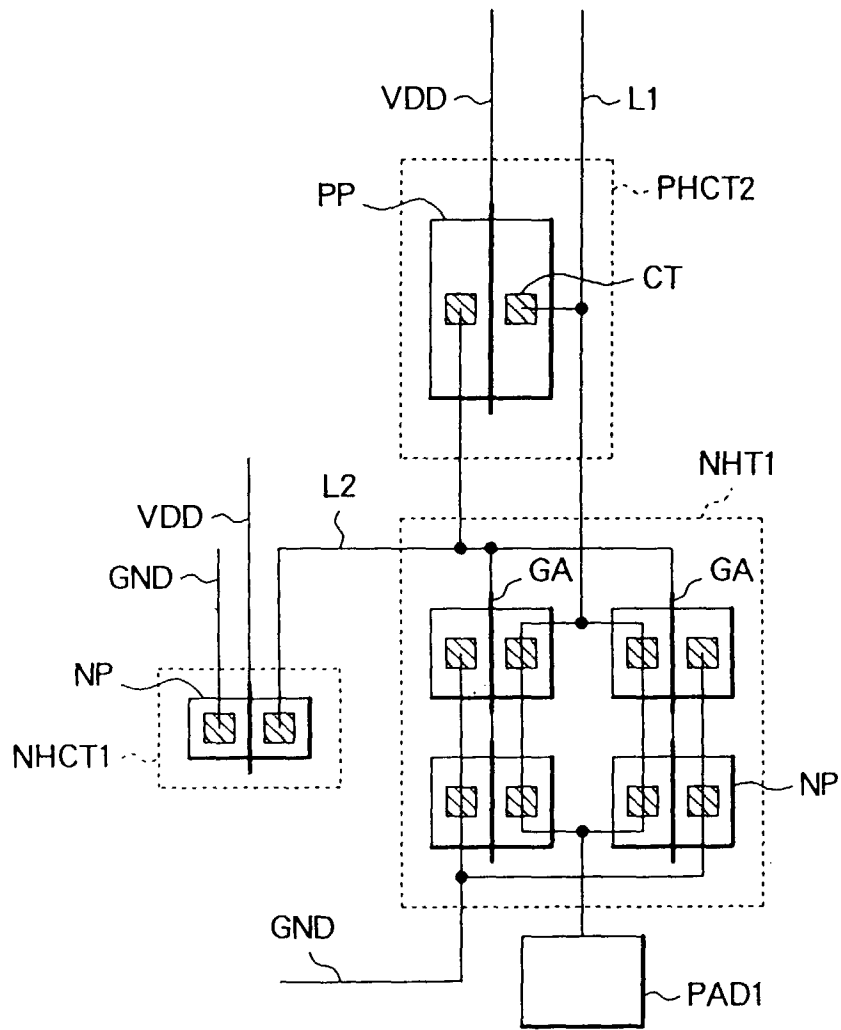 VDD
L1
PP
PHCT2
CT
NHT1
L2
VDD
GND
GA
GA
NP
NHCT1
NP
GND
PAD1